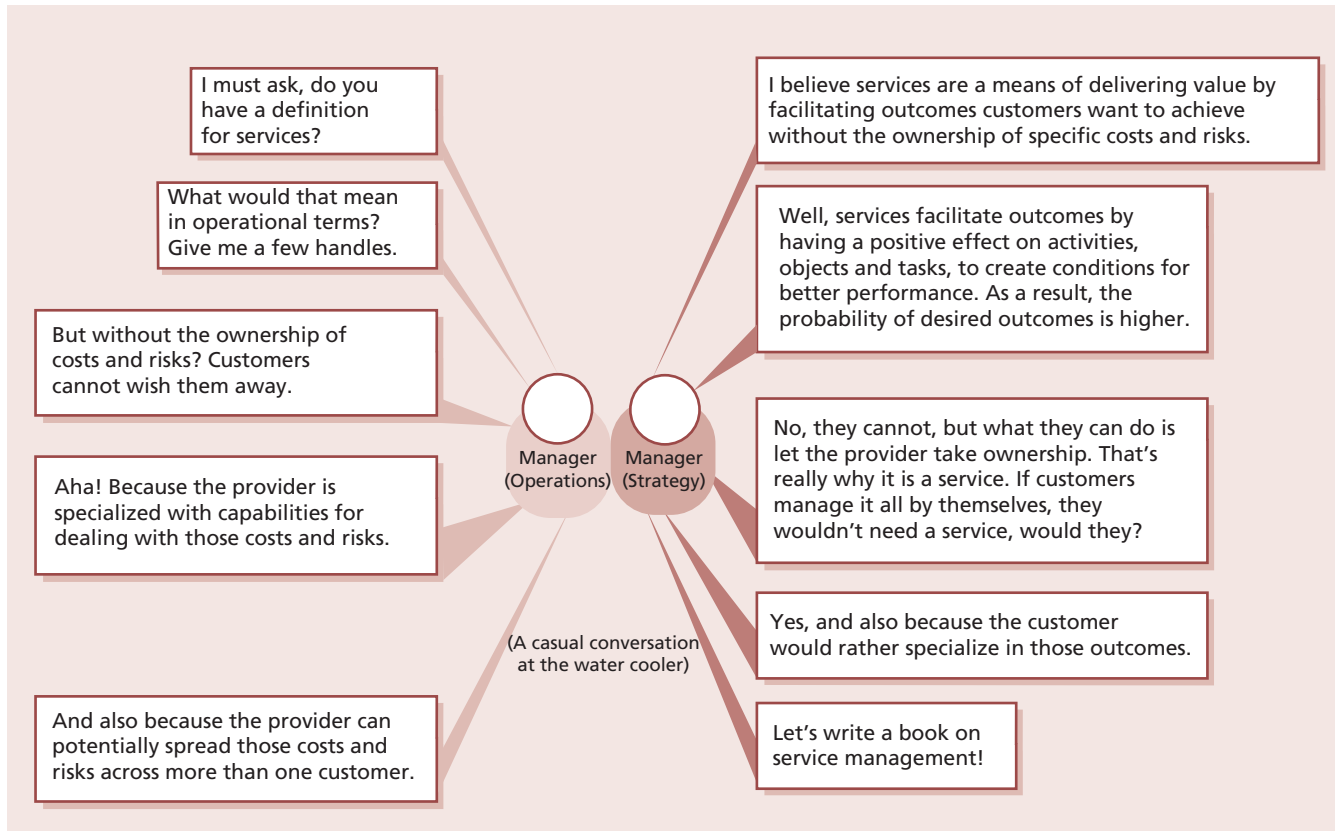 I must ask, do you
have a definition
for services?
I believe services are a means of delivering value by
facilitating outcomes customers want to achieve
without the ownership of specific costs and risks.
What would that mean
in operational terms?
Give me a few handles.
Well, services facilitate outcomes by
having a positive effect on activities,
objects and tasks, to create conditions for
better performance. As a result, the
probability of desired outcomes is higher.
But without the ownership of
costs and risks? Customers
cannot wish them away.
No, they cannot, but what they can do is
let the provider take ownership. That’s
really why it is a service. If customers
manage it all by themselves, they
wouldn’t need a service, would they?
Aha! Because the provider is
specialized with capabilities for
dealing with those costs and risks.
Yes, and also because the customer
would rather specialize in those outcomes.
And also because the provider can
potentially spread those costs and
risks across more than one customer.
Let’s write a book on
service management!
Manager
(Operations)
Manager
(Strategy)
(A casual conversation
at the water cooler)